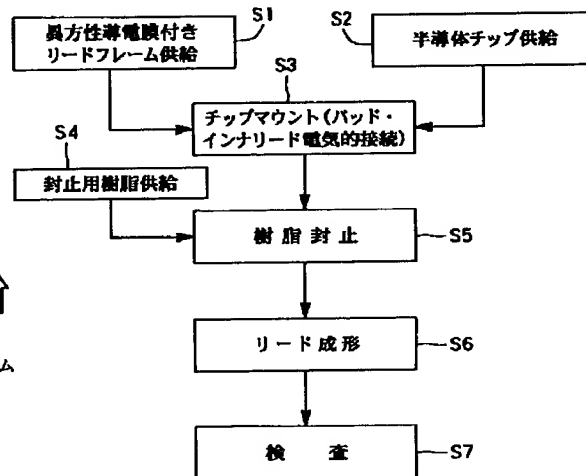 S1
異方性導電膜付き
リードフレーム供給
S2
半導体チップ供給
S3
チップマウント(パッド・
インナリード電気的接続)
S4
封止用樹脂供給
樹脂封止
S5
ム
リード成形
S6
検 査
S7